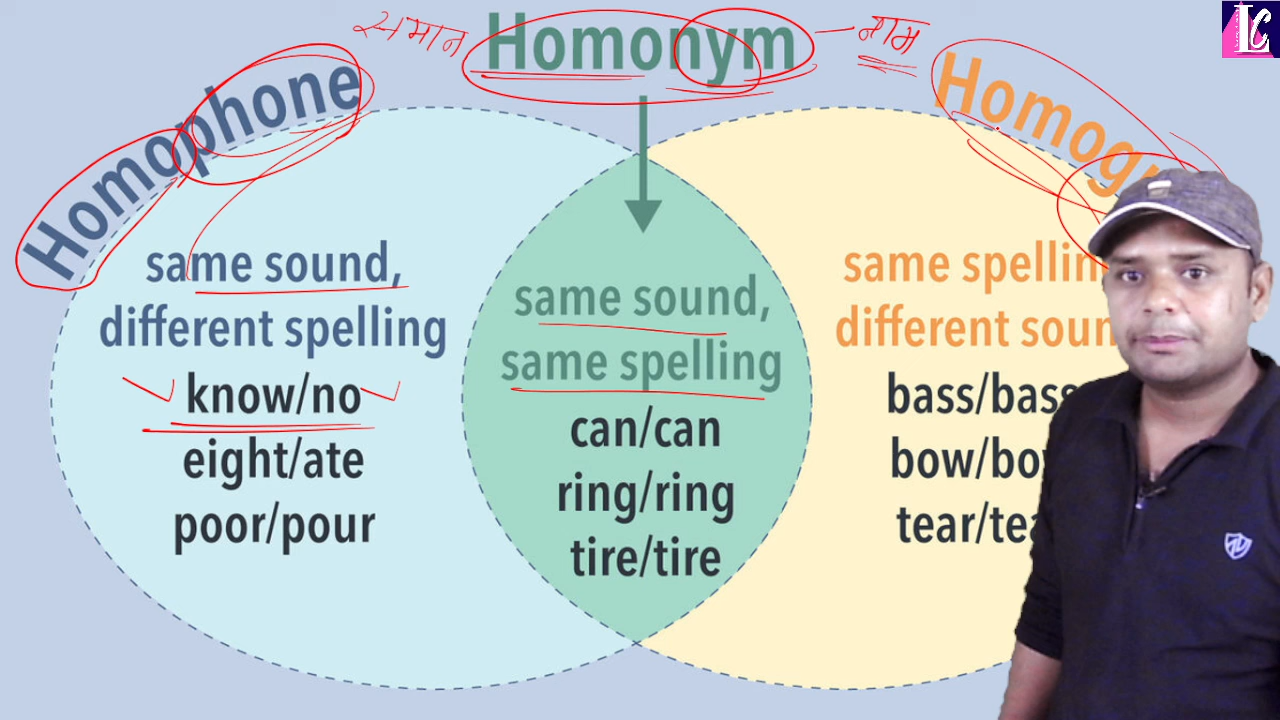 समान Homonym नाम
Homophone
Homog
same sound,
different spelling
know/no
eight/ate
poor/pour
same sound,
same spelling
can/can
ring/ring
tire/tire
same spellin
different soun
bass/bass
bow/bo
tear/tea
LC